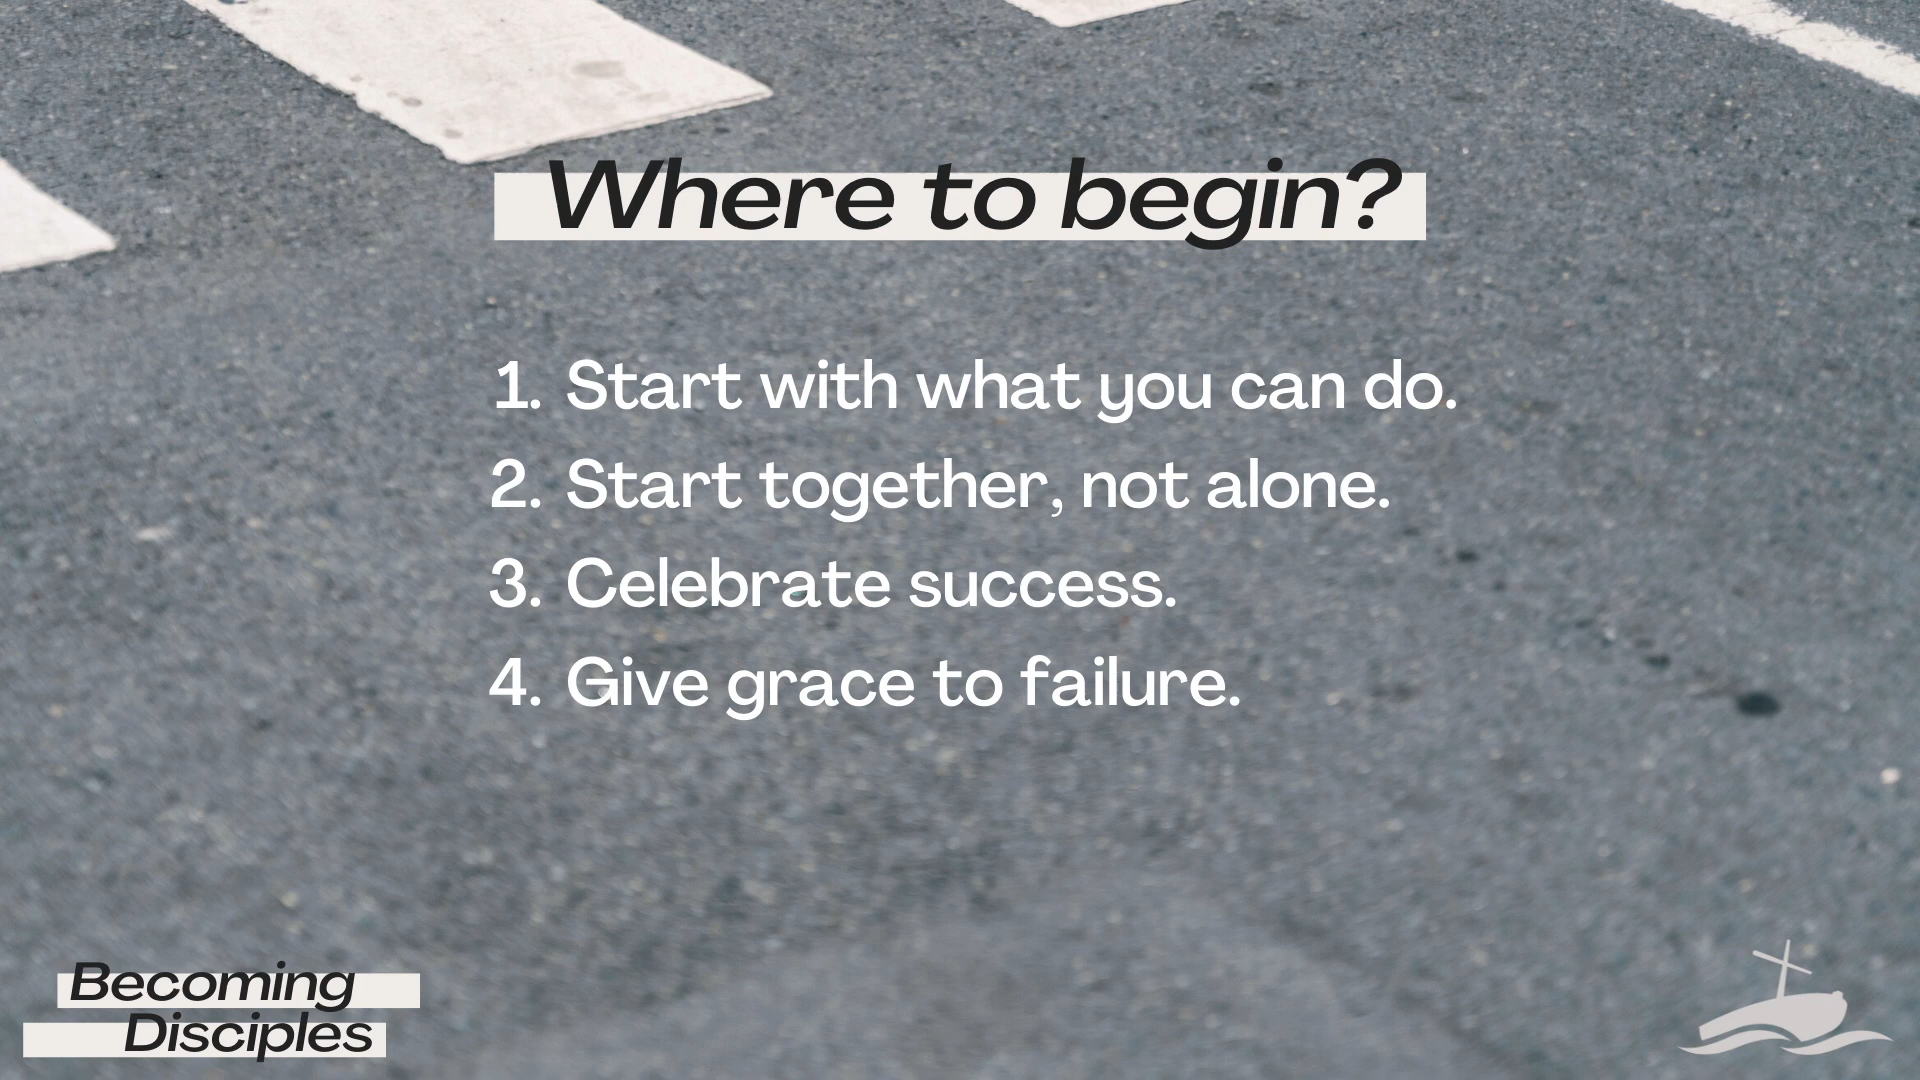 Where to begin?
1. Start with what you can do.
2. Start together, not alone.
3. Celebrate success.
4. Give grace to failure.
Becoming
Disciples